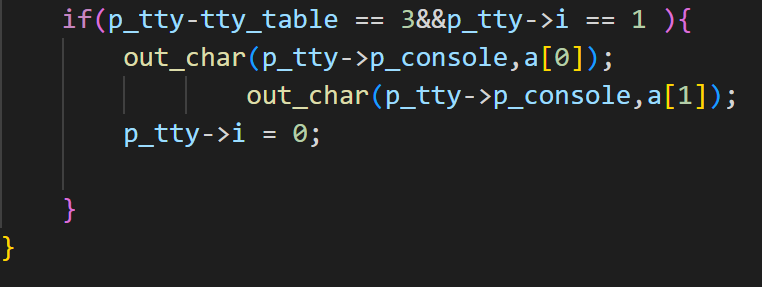 if(p_tty-tty_table == 3&&p_tty->i == 1 ){
out_char(p_tty->p_console,a[0]);
out_char(p_tty->p_console,a[1]);
p_tty->i = 0;
}
}